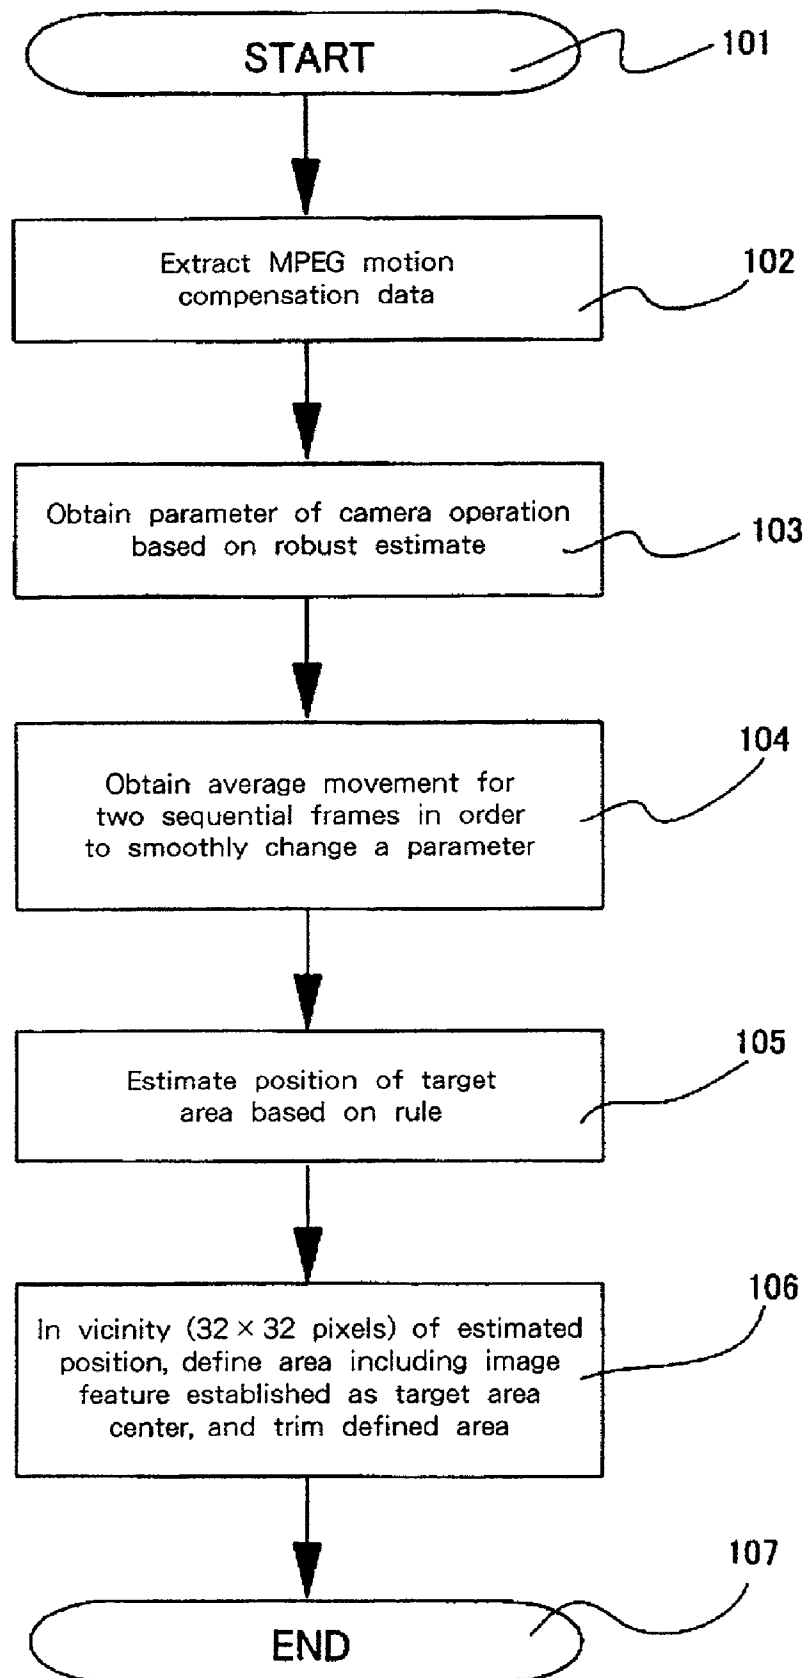 START
101
Extract MPEG motion
compensation data
102
Obtain parameter of camera operation
based on robust estimate
103
Obtain average movement for
two sequential frames in order
to smoothly change a parameter
104
Estimate position of target
area based on rule
105
In vicinity (32 × 32 pixels) of estimated
position, define area including image
feature established as target area
center, and trim defined area
106
END
107